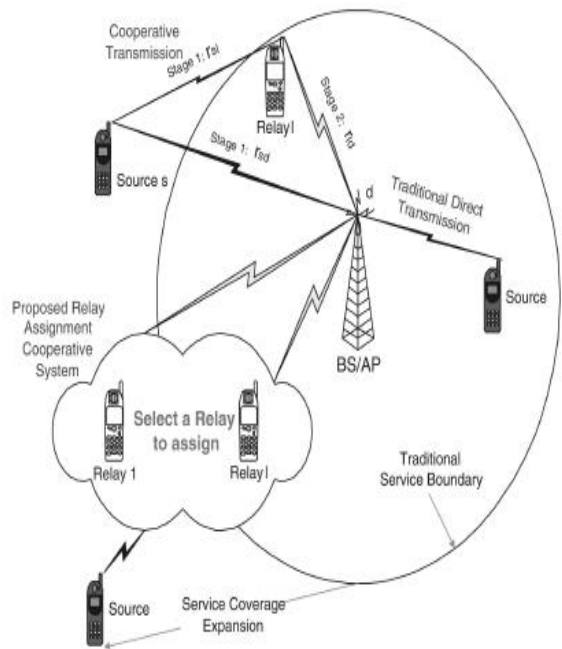 Cooperative
Transmission
Stage 1: rsl
Relay l
Stage 2: rld
Source s
Stage 1: rsd
d
Traditional Direct
Transmission
Source
BS/AP
Proposed Relay
Assignment
Cooperative
System
Select a Relay
to assign
Relay 1
Relay l
Traditional
Service Boundary
Source
Service Coverage
Expansion